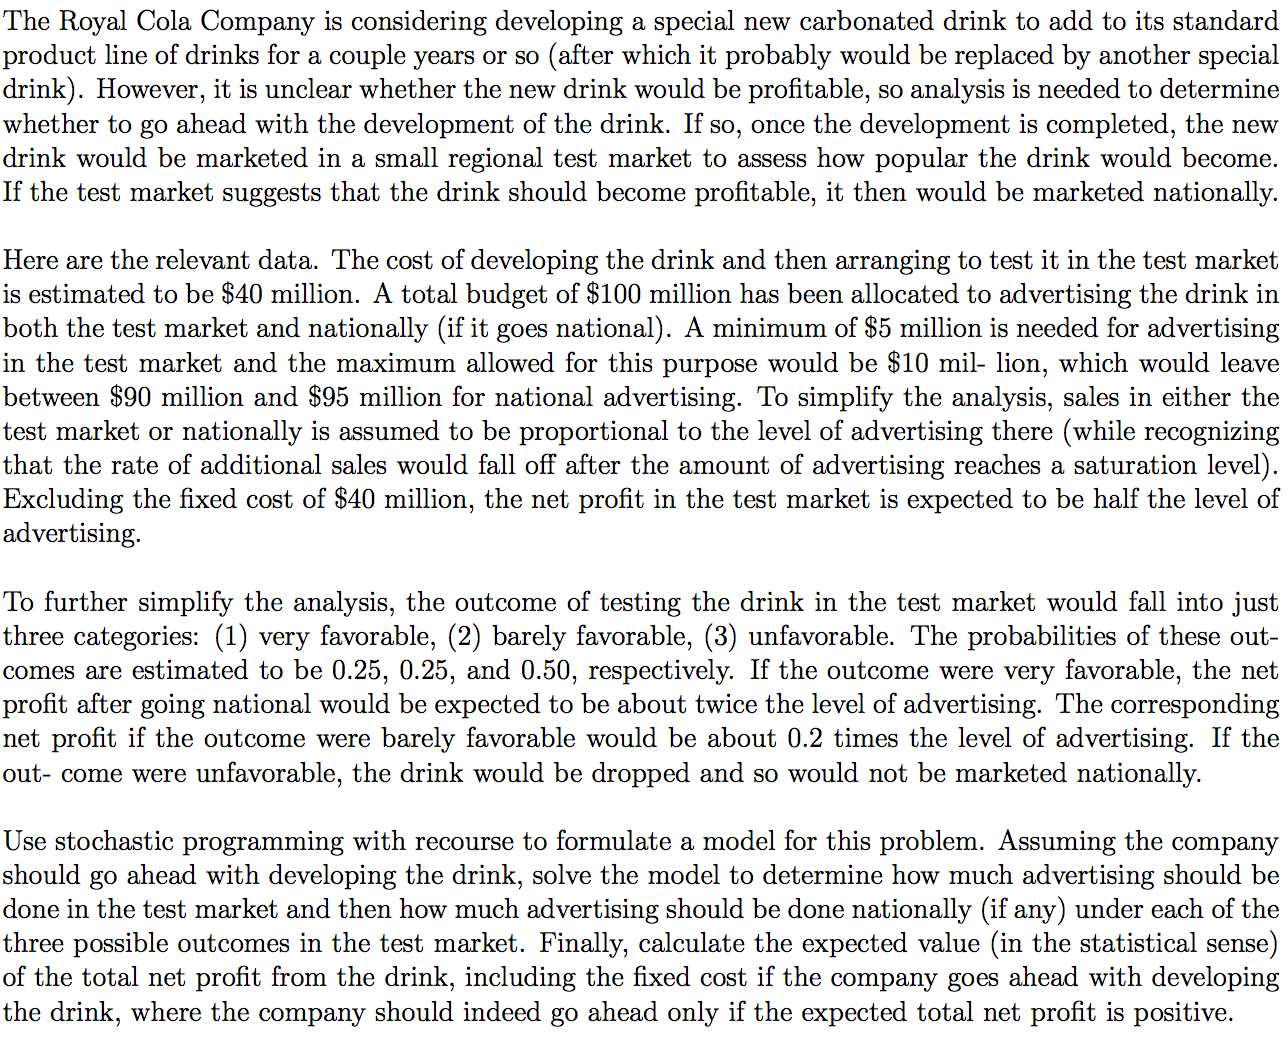 The Royal Cola Company is considering developing a special new carbonated drink to add to its standard
product line of drinks for a couple years or so (after which it probably would be replaced by another special
drink). However, it is unclear whether the new drink would be profitable, so analysis is needed to determine
whether to go ahead with the development of the drink. If so, once the development is completed, the new
drink would be marketed in a small regional test market to assess how popular the drink would become.
If the test market suggests that the drink should become profitable, it then would be marketed nationally.
Here are the relevant data. The cost of developing the drink and then arranging to test it in the test market
is estimated to be $40 million. A total budget of $100 million has been allocated to advertising the drink in
both the test market and nationally (if it goes national). A minimum of $5 million is needed for advertising
in the test market and the maximum allowed for this purpose would be $10 mil- lion, which would leave
between $90 million and $95 million for national advertising. To simplify the analysis, sales in either the
test market or nationally is assumed to be proportional to the level of advertising there (while recognizing
that the rate of additional sales would fall off after the amount of advertising reaches a saturation level).
Excluding the fixed cost of $40 million, the net profit in the test market is expected to be half the level of
advertising.
To further simplify the analysis, the outcome of testing the drink in the test market would fall into just
three categories: (1) very favorable, (2) barely favorable, (3) unfavorable. The probabilities of these out-
comes are estimated to be 0.25, 0.25, and 0.50, respectively. If the outcome were very favorable, the net
profit after going national would be expected to be about twice the level of advertising. The corresponding
net profit if the outcome were barely favorable would be about 0.2 times the level of advertising. If the
out- come were unfavorable, the drink would be dropped and so would not be marketed nationally.
Use stochastic programming with recourse to formulate a model for this problem. Assuming the company
should go ahead with developing the drink, solve the model to determine how much advertising should be
done in the test market and then how much advertising should be done nationally (if any) under each of the
three possible outcomes in the test market. Finally, calculate the expected value (in the statistical sense)
of the total net profit from the drink, including the fixed cost if the company goes ahead with developing
the drink, where the company should indeed go ahead only if the expected total net profit is positive.